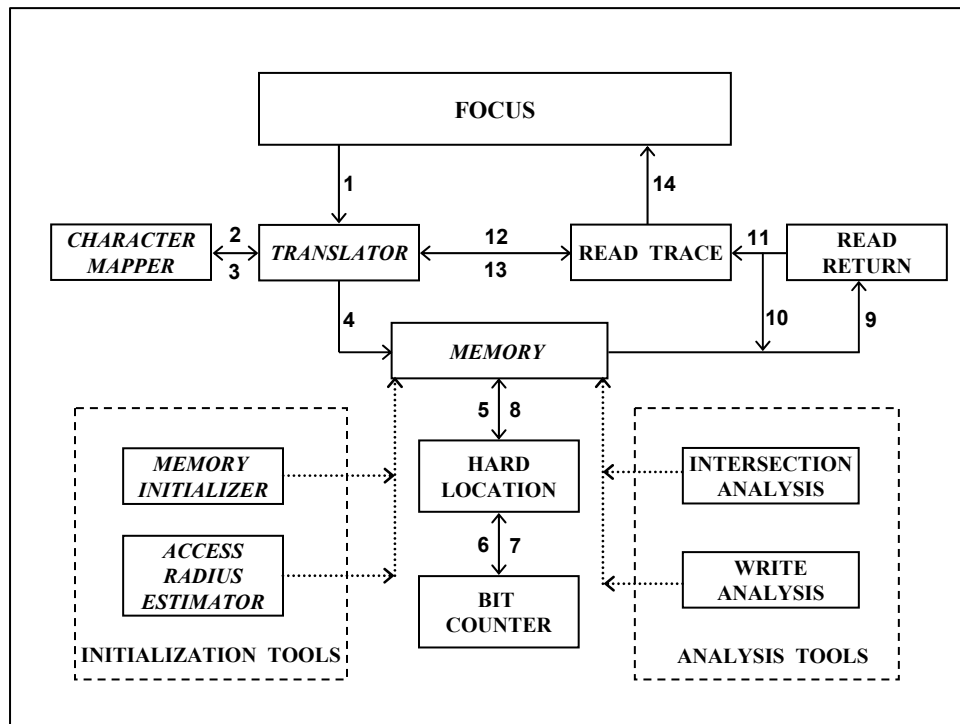 FOCUS
1
14
CHARACTER
MAPPER
2
3
TRANSLATOR
12
13
READ TRACE
11
READ
RETURN
4
10
9
MEMORY
5 8
MEMORY
INITIALIZER
HARD
LOCATION
INTERSECTION
ANALYSIS
6 7
ACCESS
RADIUS
ESTIMATOR
BIT
COUNTER
WRITE
ANALYSIS
INITIALIZATION TOOLS
ANALYSIS TOOLS